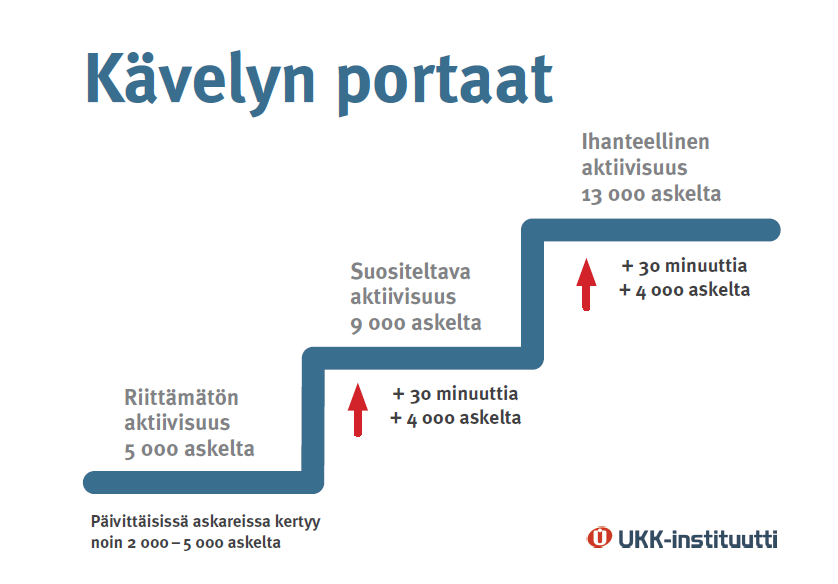 Kävelyn portaat
Ihanteellinen
aktiivisuus
13 000 askelta
+ 30 minuuttia
+ 4 000 askelta
Suositeltava
aktiivisuus
9 000 askelta
+ 30 minuuttia
+ 4 000 askelta
Riittämätön
aktiivisuus
5 000 askelta
Päivittäisissä askareissa kertyy
noin 2 000 – 5 000 askelta
UKK-instituutti